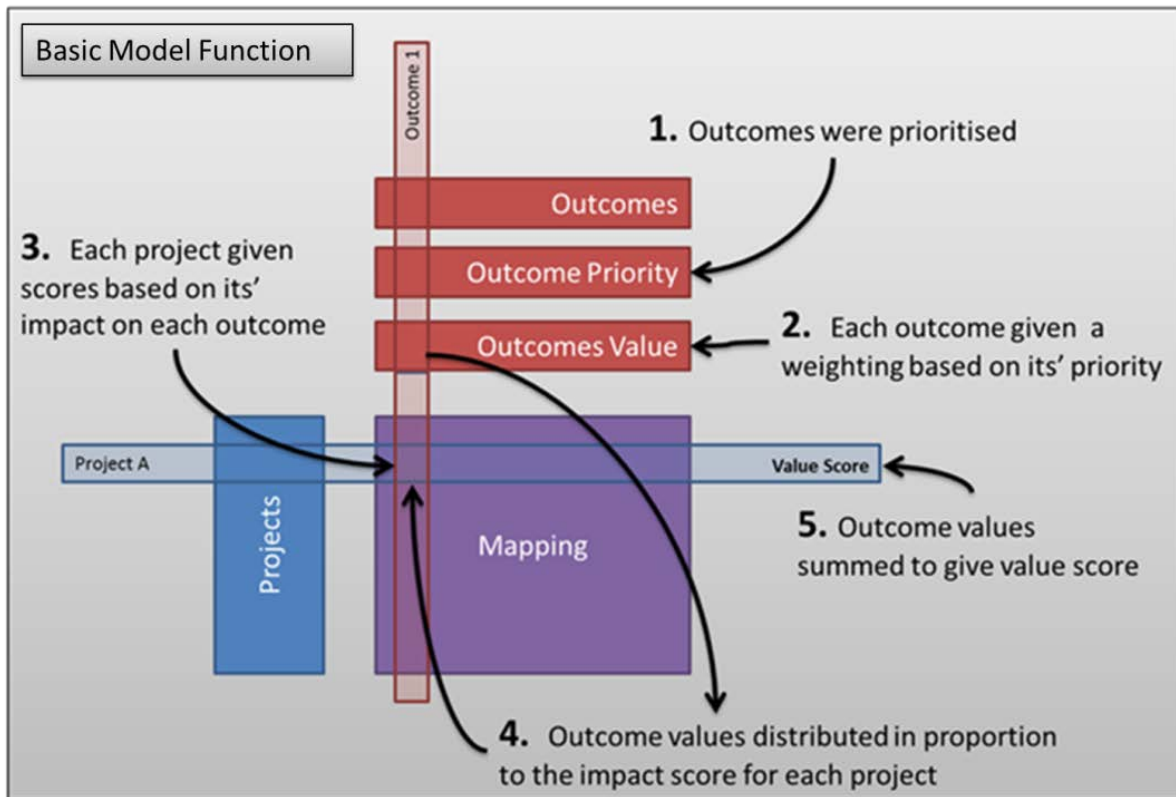 Basic Model Function
Outcome 1
1. Outcomes were prioritised
Outcomes
3. Each project given
scores based on its'
impact on each outcome
Outcome Priority
Outcomes Value
2. Each outcome given a
weighting based on its' priority
Project A
Value Score
Projects
Mapping
5. Outcome values
summed to give value score
4. Outcome values distributed in proportion
to the impact score for each project